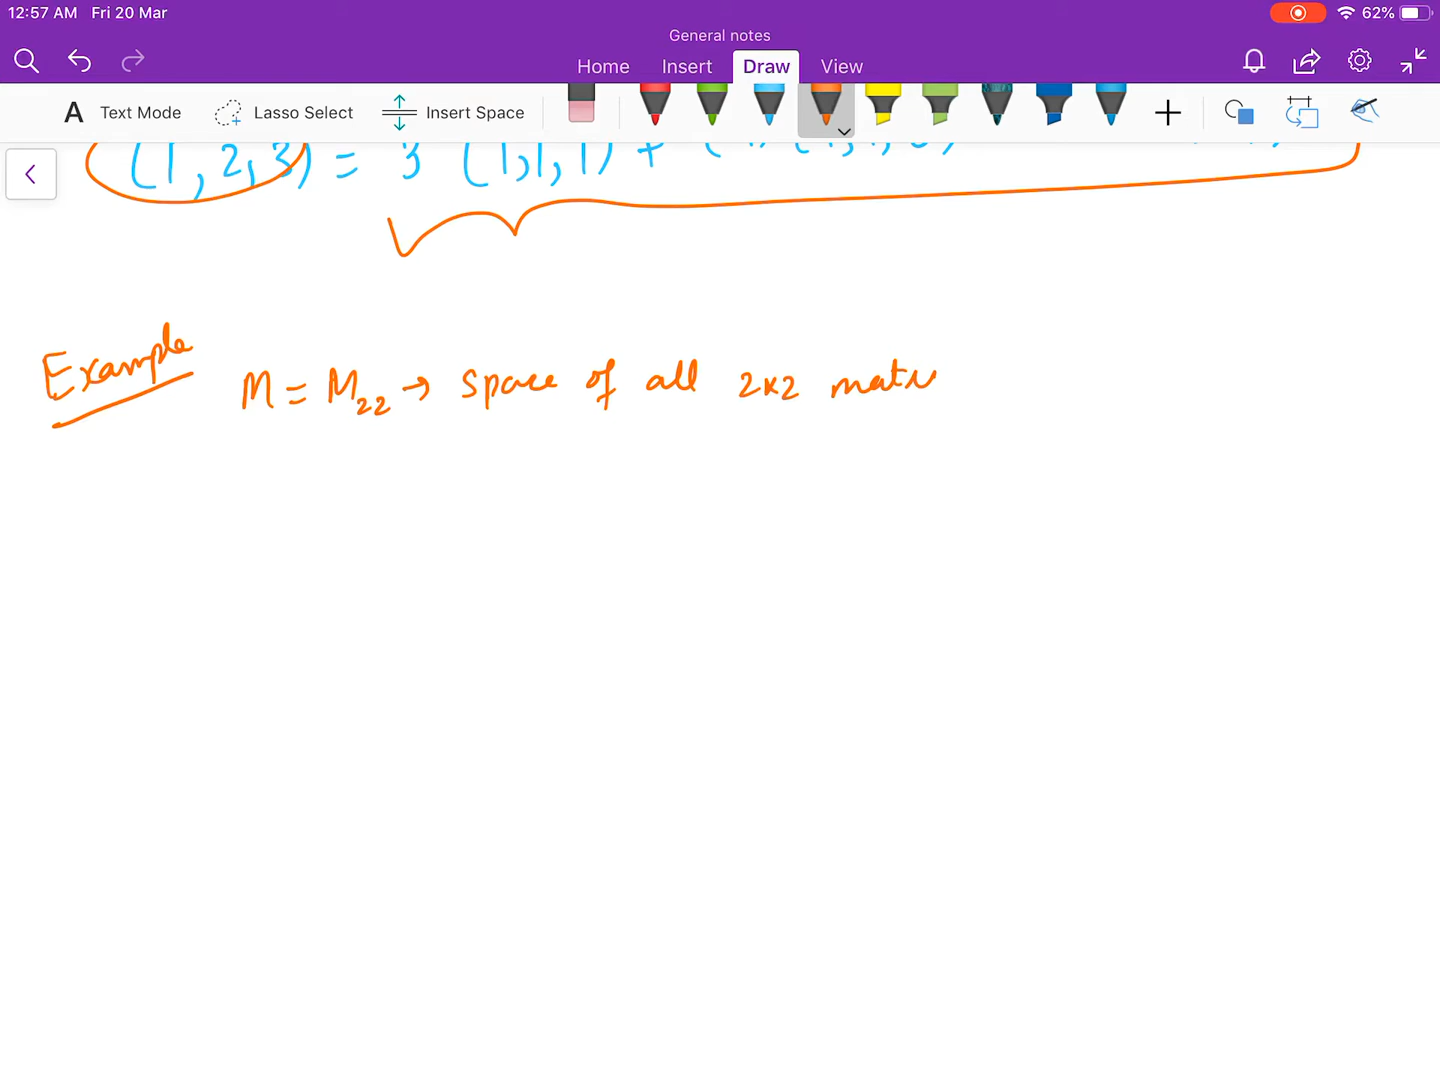 12:57 AM Fri 20 Mar
62%
General notes
Home Insert Draw View
A Text Mode Lasso Select Insert Space
(1, 2, 3) = 3 (1,1,1) +
Example
M = M22 → Space of all 2x2 matr